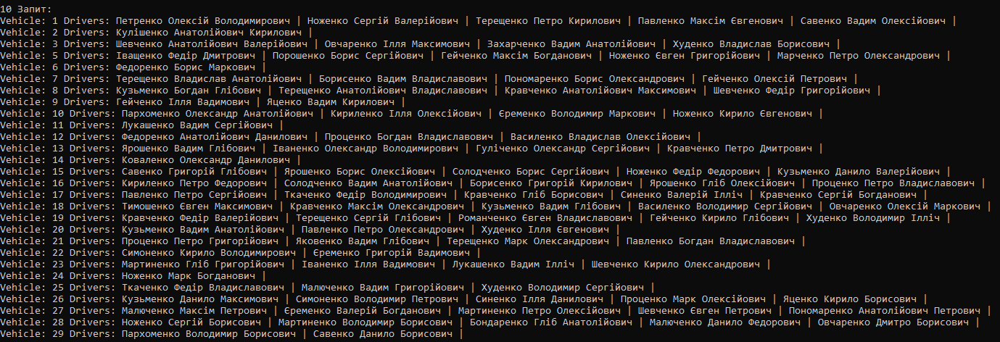 10 Запит:
Vehicle: 1 Drivers: Петренко Олексій Володимирович | Ноженко Сергій Валерійович | Терещенко Петро Кирилович | Павленко Максім Євгенович | Савенко Вадим Олексійович |
Vehicle: 2 Drivers: Кулішенко Анатолійович Кирилович |
Vehicle: 3 Drivers: Шевченко Анатолійович Валерійович | Овчаренко Ілля Максимович | Захарченко Вадим Анатолійович | Худенко Владислав Борисович |
Vehicle: 5 Drivers: Іващенко Федір Дмитрович | Порошенко Борис Сергійович | Гейченко Максім Богданович | Ноженко Євген Григорійович | Марченко Петро Олександрович |
Vehicle: 6 Drivers: Федоренко Борис Маркович |
Vehicle: 7 Drivers: Терещенко Владислав Анатолійович | Борисенко Вадим Владиславович | Пономаренко Борис Олександрович | Гейченко Олексій Петрович |
Vehicle: 8 Drivers: Кузьменко Богдан Глібович | Терещенко Анатолійович Владиславович | Кравченко Анатолійович Максимович | Шевченко Федір Григорійович |
Vehicle: 9 Drivers: Гейченко Ілля Вадимович | Яценко Вадим Кирилович |
Vehicle: 10 Drivers: Пархоменко Олександр Анатолійович | Кириленко Ілля Олексійович | Єременко Володимир Маркович | Ноженко Кирило Євгенович |
Vehicle: 11 Drivers: Лукашенко Вадим Сергійович |
Vehicle: 12 Drivers: Федоренко Анатолійович Данилович | Проценко Богдан Владиславович | Василенко Владислав Олексійович |
Vehicle: 13 Drivers: Ярошенко Вадим Глібович | Іваненко Олександр Володимирович | Гуліченко Олександр Сергійович | Кравченко Петро Дмитрович |
Vehicle: 14 Drivers: Коваленко Олександр Данилович |
Vehicle: 15 Drivers: Савенко Григорій Глібович | Ярошенко Борис Олексійович | Солодченко Борис Сергійович | Ноженко Федір Федорович | Кузьменко Данило Валерійович |
Vehicle: 16 Drivers: Кириленко Петро Федорович | Солодченко Вадим Анатолійович | Борисенко Григорій Кирилович | Ярошенко Гліб Олексійович | Проценко Петро Владиславович |
Vehicle: 17 Drivers: Павленко Петро Сергійович | Ткаченко Федір Володимирович | Кравченко Гліб Борисович | Синенко Валерій Ілліч | Кравченко Сергій Богданович |
Vehicle: 18 Drivers: Тимошенко Євген Максимович | Кравченко Максім Олександрович | Кузьменко Вадим Глібович | Василенко Володимир Сергійович | Овчаренко Олексій Маркович |
Vehicle: 19 Drivers: Кравченко Федір Валерійович | Терещенко Сергій Глібович | Романченко Євген Владиславович | Гейченко Кирило Глібович | Худенко Володимир Ілліч |
Vehicle: 20 Drivers: Кузьменко Вадим Анатолійович | Павленко Петро Олександрович | Худенко Ілля Євгенович |
Vehicle: 21 Drivers: Проценко Петро Григорійович | Яковенко Вадим Глібович | Терещенко Марк Олександрович | Павленко Богдан Владиславович |
Vehicle: 22 Drivers: Симоненко Кирило Володимирович | Єременко Григорій Вадимович |
Vehicle: 23 Drivers: Мартиненко Гліб Григорійович | Іваненко Ілля Вадимович | Лукашенко Вадим Ілліч | Шевченко Кирило Олександрович |
Vehicle: 24 Drivers: Ноженко Марк Богданович |
Vehicle: 25 Drivers: Ткаченко Федір Владиславович | Малюченко Вадим Григорійович | Худенко Володимир Сергійович |
Vehicle: 26 Drivers: Кузьменко Данило Максимович | Симоненко Володимир Петрович | Синенко Ілля Данилович | Проценко Марк Олексійович | Яценко Кирило Борисович |
Vehicle: 27 Drivers: Малюченко Максім Петрович | Єременко Валерій Богданович | Мартиненко Петро Олексійович | Шевченко Євген Петрович | Пономаренко Анатолійович Петрович |
Vehicle: 28 Drivers: Ноженко Сергій Борисович | Мартиненко Володимир Борисович | Бондаренко Гліб Анатолійович | Малюченко Данило Федорович | Овчаренко Дмитро Борисович |
Vehicle: 29 Drivers: Пархоменко Володимир Борисович | Савенко Данило Борисович |